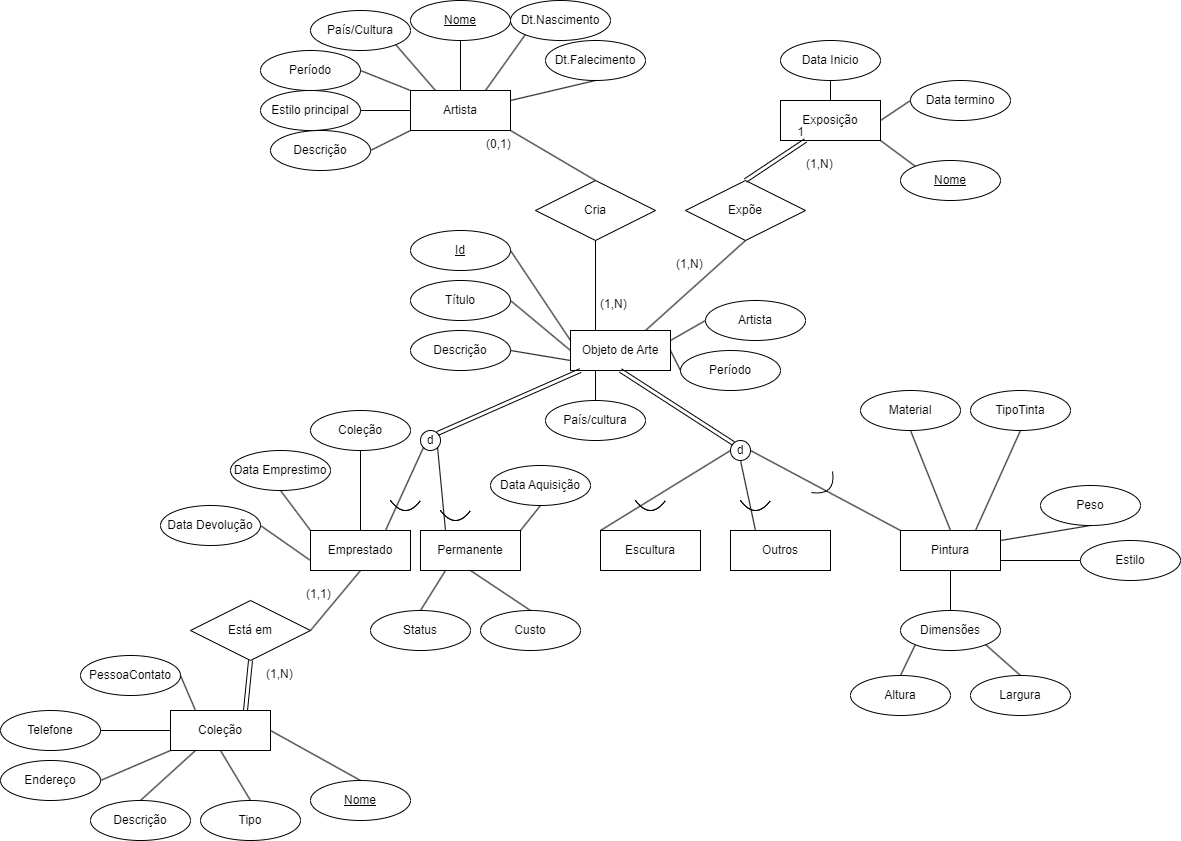 Nome
Dt.Nascimento
País/Cultura
Dt.Falecimento
Data Inicio
Período
Data termino
Estilo principal
Artista
Exposição
1
(0,1)
Descrição
(1,N)
Nome
Cria
Expõe
Id
(1,N)
Título
(1,N)
Artista
Descrição
Objeto de Arte
Período
País/cultura
Material
TipoTinta
Coleção
d
d
Data Emprestimo
Data Aquisição
Peso
Data Devolução
Emprestado
Permanente
Escultura
Outros
Pintura
Estilo
(1,1)
Está em
Status
Custo
Dimensões
PessoaContato
(1,N)
Altura
Largura
Telefone
Coleção
Endereço
Nome
Descrição
Tipo